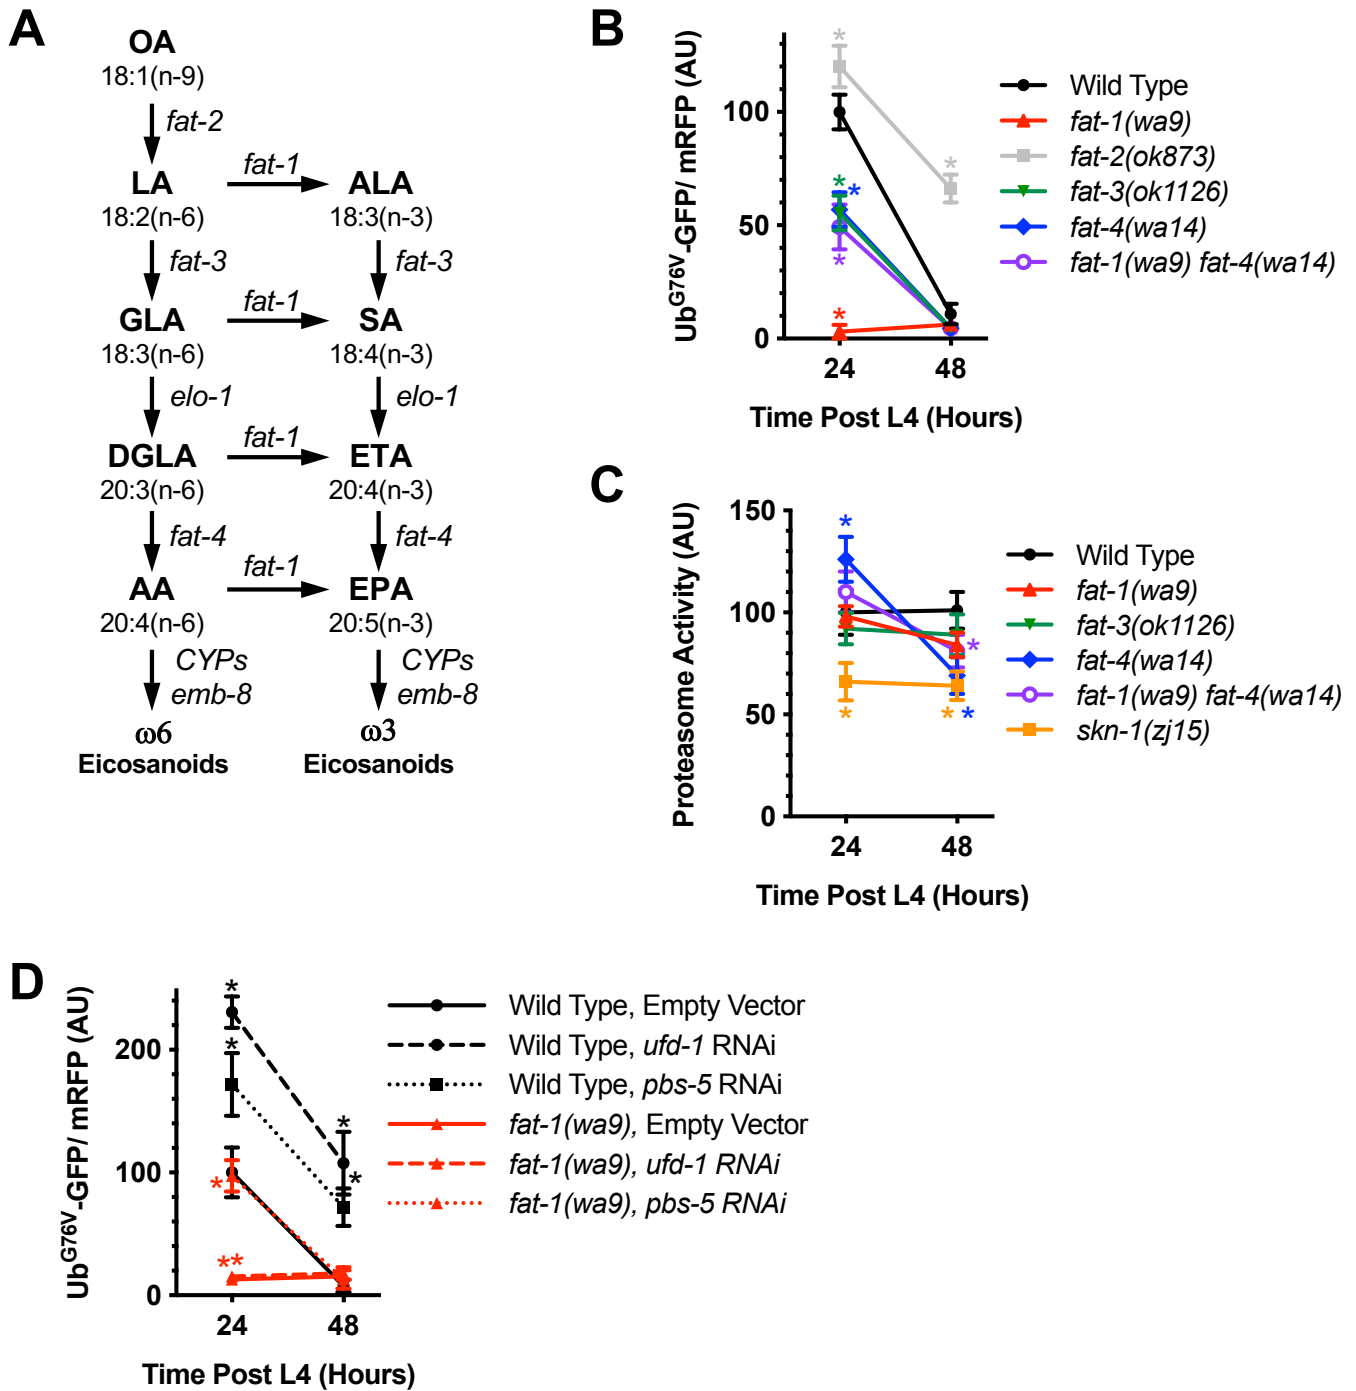 A
OA
18:1(n-9)
fat-2
LA
fat-1
ALA
18:2(n-6)
18:3(n-3)
fat-3
fat-3
GLA
fat-1
SA
18:3(n-6)
18:4(n-3)
elo-1
elo-1
DGLA
fat-1
ETA
20:3(n-6)
20:4(n-3)
fat-4
fat-4
AA
fat-1
EPA
20:4(n-6)
20:5(n-3)
CYPs
emb-8
CYPs
emb-8
ω6
Eicosanoids
ω3
Eicosanoids
B
Ub^G76V-GFP/ mRFP (AU)
100
50
0
24
48
Time Post L4 (Hours)
* * * * * *
Wild Type
fat-1(wa9)
fat-2(ok873)
fat-3(ok1126)
fat-4(wa14)
fat-1(wa9) fat-4(wa14)
C
Proteasome Activity (AU)
150
100
50
0
24
48
Time Post L4 (Hours)
* * * * *
Wild Type
fat-1(wa9)
fat-3(ok1126)
fat-4(wa14)
fat-1(wa9) fat-4(wa14)
skn-1(zj15)
D
Ub^G76V-GFP/ mRFP (AU)
200
100
0
24
48
Time Post L4 (Hours)
* * * * * **
Wild Type, Empty Vector
Wild Type, ufd-1 RNAi
Wild Type, pbs-5 RNAi
fat-1(wa9), Empty Vector
fat-1(wa9), ufd-1 RNAi
fat-1(wa9), pbs-5 RNAi